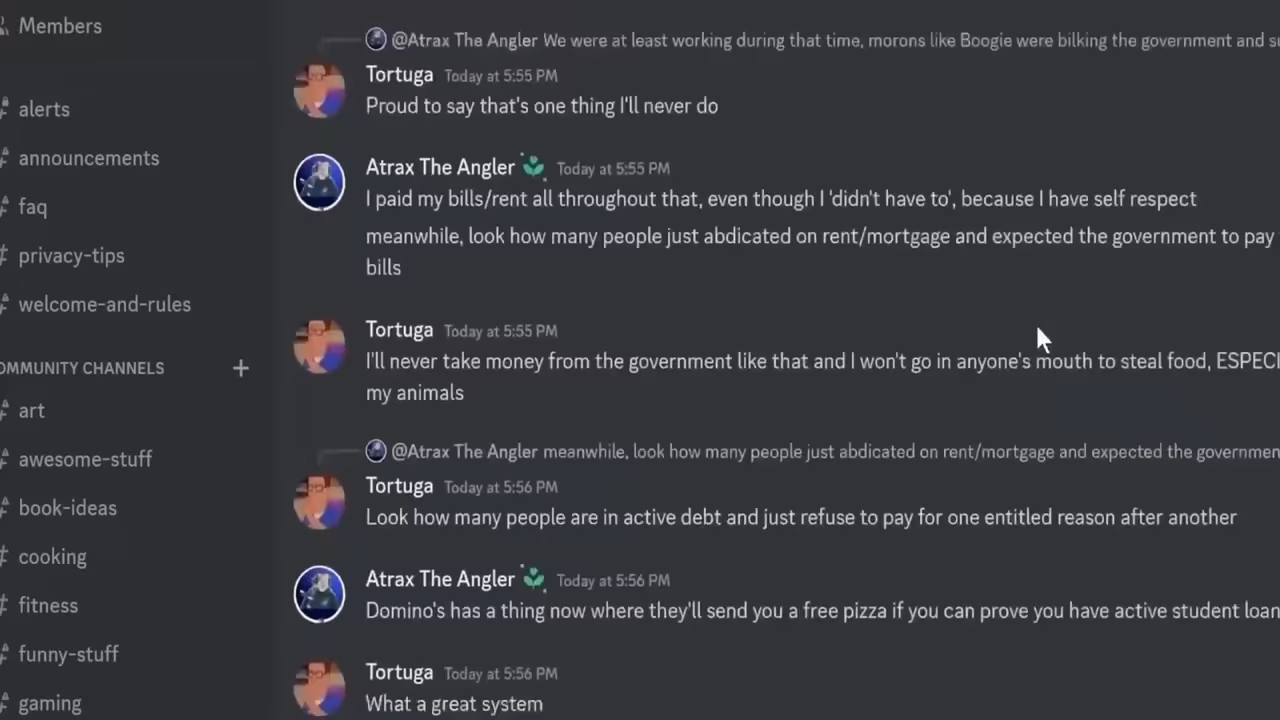 Members
alerts
announcements
faq
privacy-tips
welcome-and-rules
COMMUNITY CHANNELS +
art
awesome-stuff
book-ideas
cooking
fitness
funny-stuff
gaming
@Atrax The Angler We were at least working during that time, morons like Boogie were bilking the government and
Tortuga Today at 5:55 PM
Proud to say that's one thing I'll never do
Atrax The Angler Today at 5:55 PM
I paid my bills/rent all throughout that, even though I 'didn't have to', because I have self respect
meanwhile, look how many people just abdicated on rent/mortgage and expected the government to pay
bills
Tortuga Today at 5:55 PM
I'll never take money from the government like that and I won't go in anyone's mouth to steal food, ESPECI
my animals
@Atrax The Angler meanwhile, look how many people just abdicated on rent/mortgage and expected the governmen
Tortuga Today at 5:56 PM
Look how many people are in active debt and just refuse to pay for one entitled reason after another
Atrax The Angler Today at 5:56 PM
Domino's has a thing now where they'll send you a free pizza if you can prove you have active student loan
Tortuga Today at 5:56 PM
What a great system